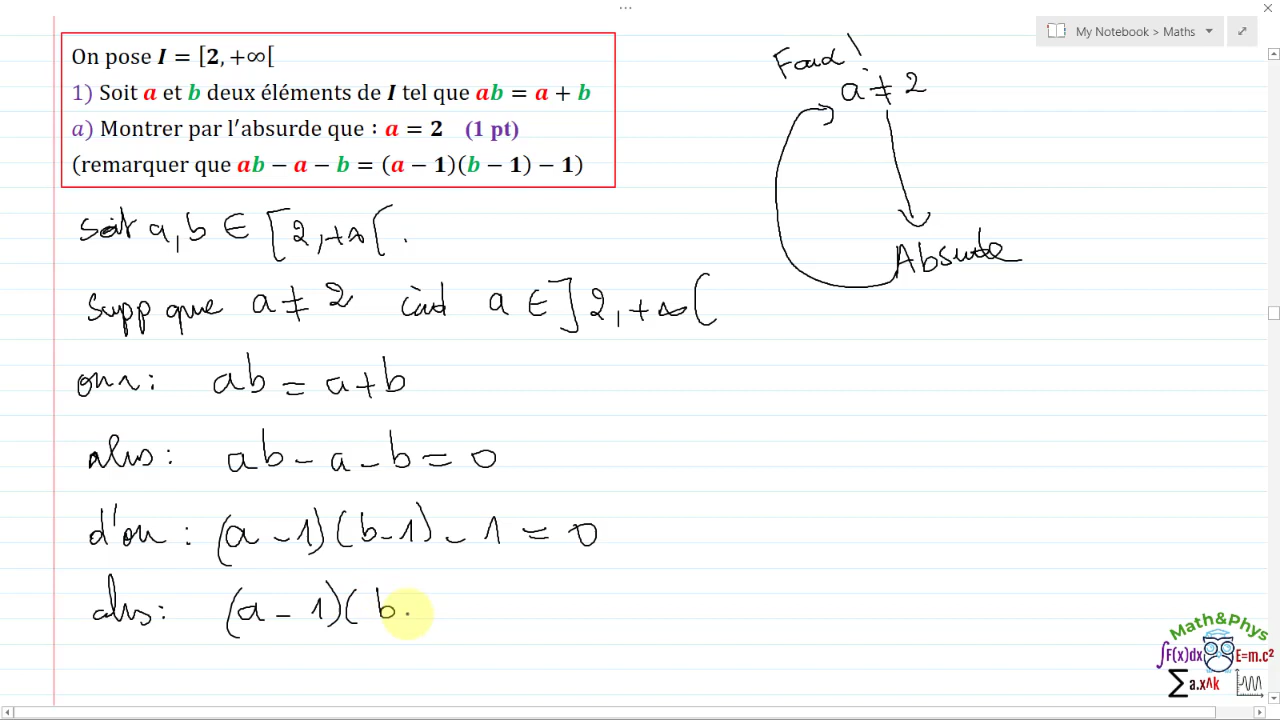 My Notebook > Maths
On pose I = [2, +∞[
1) Soit a et b deux éléments de I tel que ab = a + b
a) Montrer par l′absurde que : a = 2 (1 pt)
(remarquer que ab − a − b = (a − 1)(b − 1) − 1)
Faux !
a ≠ 2
Absurde
Soit a, b ∈ [2, +∞[ .
Supp que a ≠ 2 càd a ∈ ]2, +∞[
on a : ab = a + b
alors : ab − a − b = 0
d'où : (a − 1)(b − 1) − 1 = 0
alors : (a − 1)( b
Math&Phys
∫F(x)dx E=m.c²
∑ a.x^k